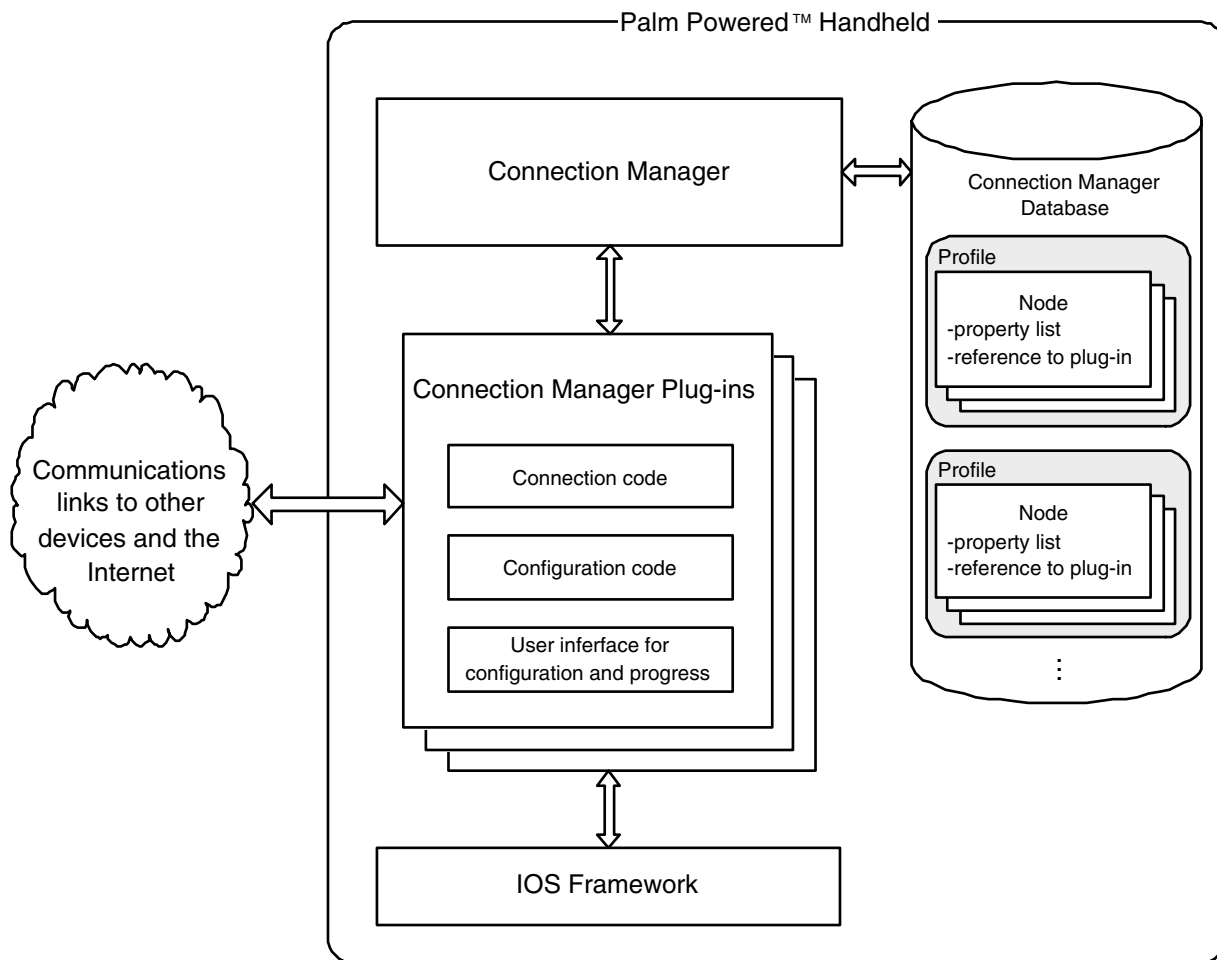 Palm Powered™ Handheld
Connection Manager
Connection Manager
Database
Profile
Node
-property list
-reference to plug-in
Profile
Node
-property list
-reference to plug-in
⋮
Connection Manager Plug-ins
Connection code
Configuration code
User inferface for
configuration and progress
Communications
links to other
devices and the
Internet
IOS Framework